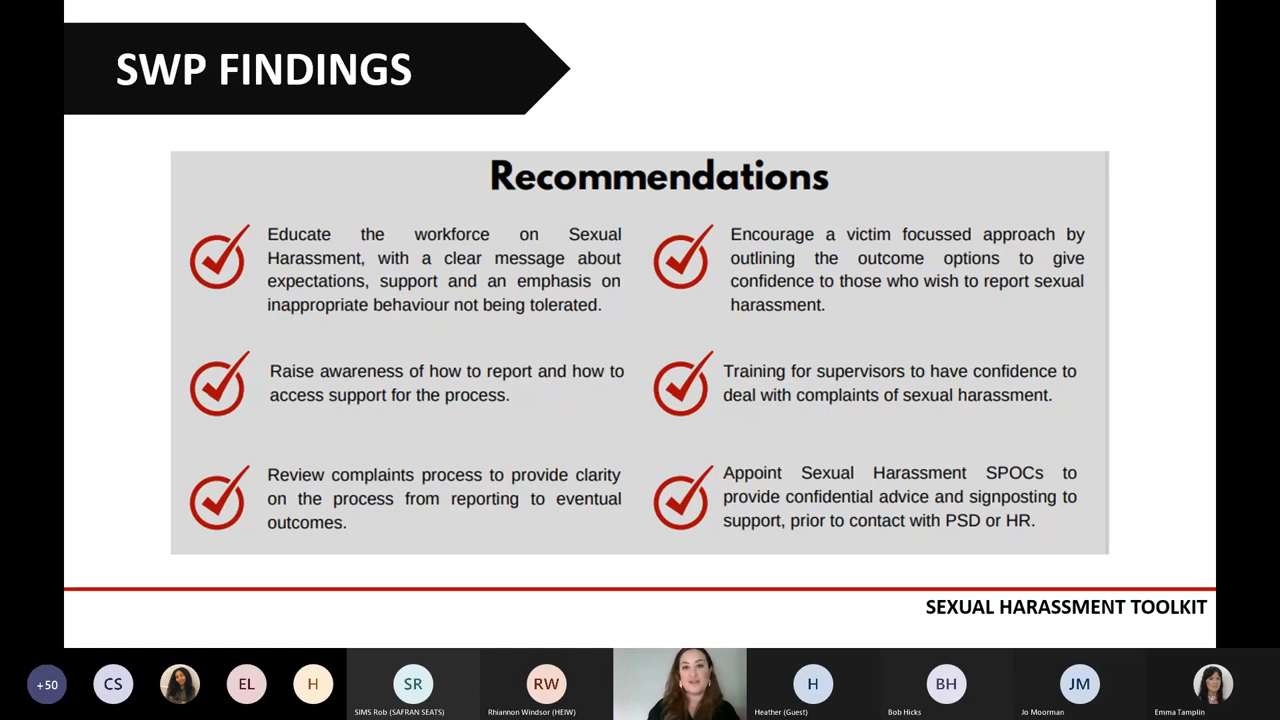 SWP FINDINGS
Recommendations
Educate the workforce on Sexual
Harassment, with a clear message about
expectations, support and an emphasis on
inappropriate behaviour not being tolerated.
Encourage a victim focussed approach by
outlining the outcome options to give
confidence to those who wish to report sexual
harassment.
Raise awareness of how to report and how to
access support for the process.
Training for supervisors to have confidence to
deal with complaints of sexual harassment.
Review complaints process to provide clarity
on the process from reporting to eventual
outcomes.
Appoint Sexual Harassment SPOCs to
provide confidential advice and signposting to
support, prior to contact with PSD or HR.
SEXUAL HARASSMENT TOOLKIT
+50
CS
EL
H
SR
RW
H
BH
JM
SIMS Rob (SAFRAN SEATS)
Rhiannon Windsor (HEIW)
Heather (Guest)
Bob Hicks
Jo Moorman
Emma Tamplin